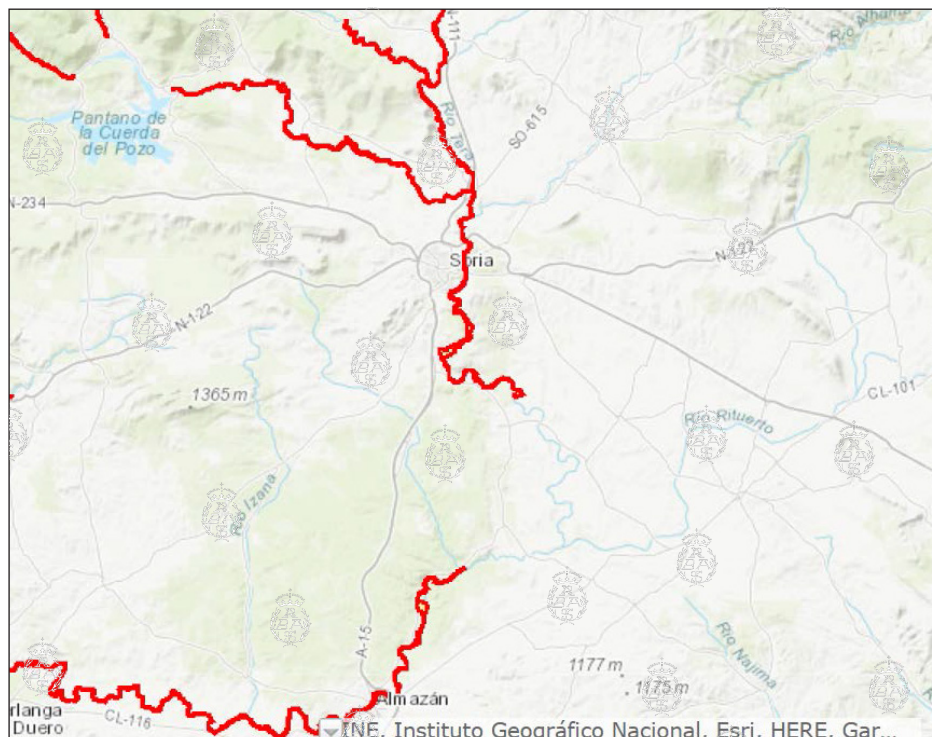 N-111
Río Alhama
Pantano de
la Cuerda
del Pozo
Río Tera
SO-615
N-234
Soria
N-122
N-122
1365 m
CL-101
Río Rituerto
Río Izana
A-15
Río Najima
1177 m
1175 m
rlanga
Duero
CL-116
Almazán
INE, Instituto Geográfico Nacional, Esri, HERE, Gar...